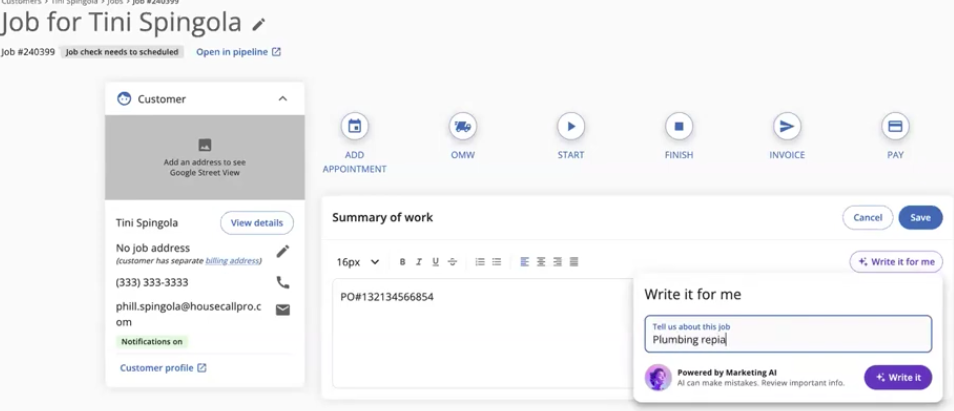 Customers > Tini Spingola > Jobs > Job #240399
Job for Tini Spingola
Job #240399 Job check needs to scheduled Open in pipeline
Customer
Add an address to see
Google Street View
Tini Spingola View details
No job address
(customer has separate billing address)
(333) 333-3333
phill.spingola@housecallpro.c
om
Notifications on
Customer profile
ADD
APPOINTMENT
OMW
START
FINISH
INVOICE
PAY
Summary of work Cancel Save
16px B I U S Write it for me
PO#132134566854
Write it for me
Tell us about this job
Plumbing repia
Powered by Marketing AI
AI can make mistakes. Review important info.
Write it